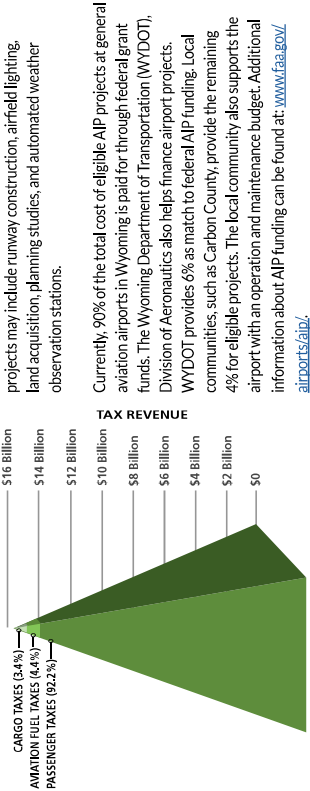 projects may include runway construction, airfield lighting,
land acquisition, planning studies, and automated weather
observation stations.
Currently, 90% of the total cost of eligible AIP projects at general
aviation airports in Wyoming is paid for through federal grant
funds. The Wyoming Department of Transportation (WYDOT),
Division of Aeronautics also helps finance airport projects.
WYDOT provides 6% as match to federal AIP funding. Local
communities, such as Carbon County, provide the remaining
4% for eligible projects. The local community also supports the
airport with an operation and maintenance budget. Additional
information about AIP funding can be found at: www.faa.gov/
airports/aip/.
TAX REVENUE
$16 Billion
$14 Billion
$12 Billion
$10 Billion
$8 Billion
$6 Billion
$4 Billion
$2 Billion
$0
CARGO TAXES (3.4%)
AVIATION FUEL TAXES (4.4%)
PASSENGER TAXES (92.2%)